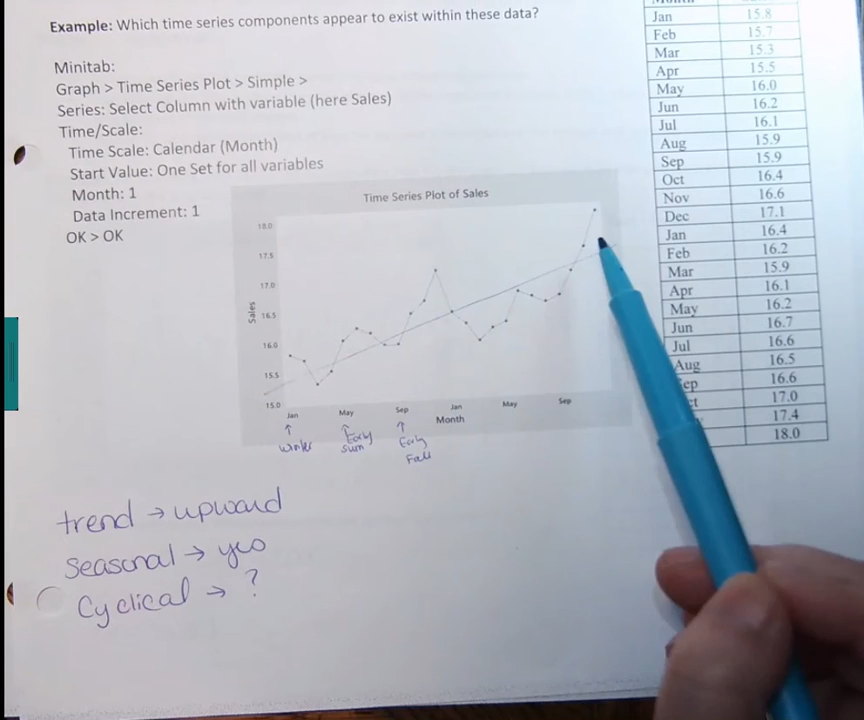 Example: Which time series components appear to exist within these data?
Minitab:
Graph > Time Series Plot > Simple >
Series: Select Column with variable (here Sales)
Time/Scale:
Time Scale: Calendar (Month)
Start Value: One Set for all variables
Month: 1
Data Increment: 1
OK > OK
Time Series Plot of Sales
18.0
17.5
17.0
16.5
16.0
15.5
15.0
Sales
Jan May Sep Jan May Sep
Month
Winter
Early
Sum
Early
Fall
trend → upward
Seasonal → yes
Cyclical → ?
Jan 15.8
Feb 15.7
Mar 15.3
Apr 15.5
May 16.0
Jun 16.2
Jul 16.1
Aug 15.9
Sep 15.9
Oct 16.4
Nov 16.6
Dec 17.1
Jan 16.4
Feb 16.2
Mar 15.9
Apr 16.1
May 16.2
Jun 16.7
Jul 16.6
Aug 16.5
ep 16.6
ct 17.0
17.4
18.0